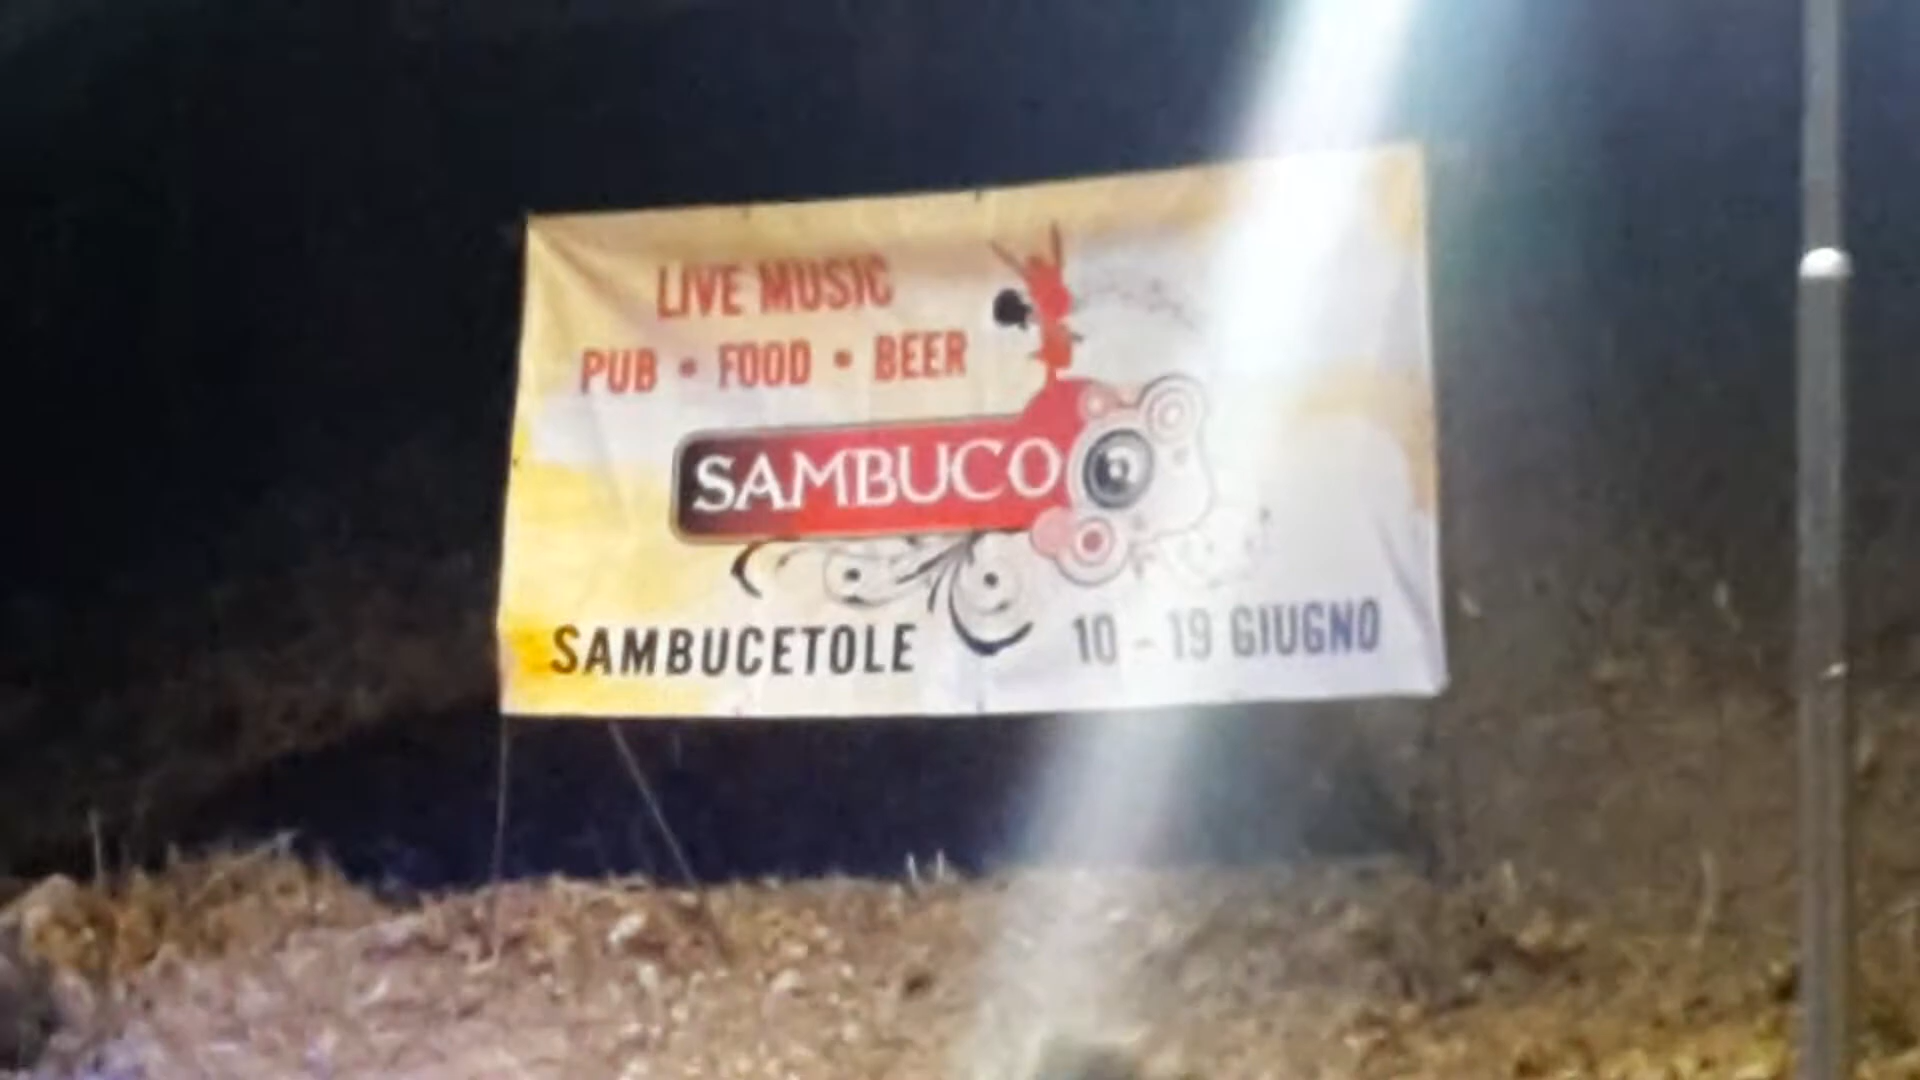 LIVE MUSIC
PUB • FOOD • BEER
SAMBUCO
SAMBUCETOLE 10 - 19 GIUGNO